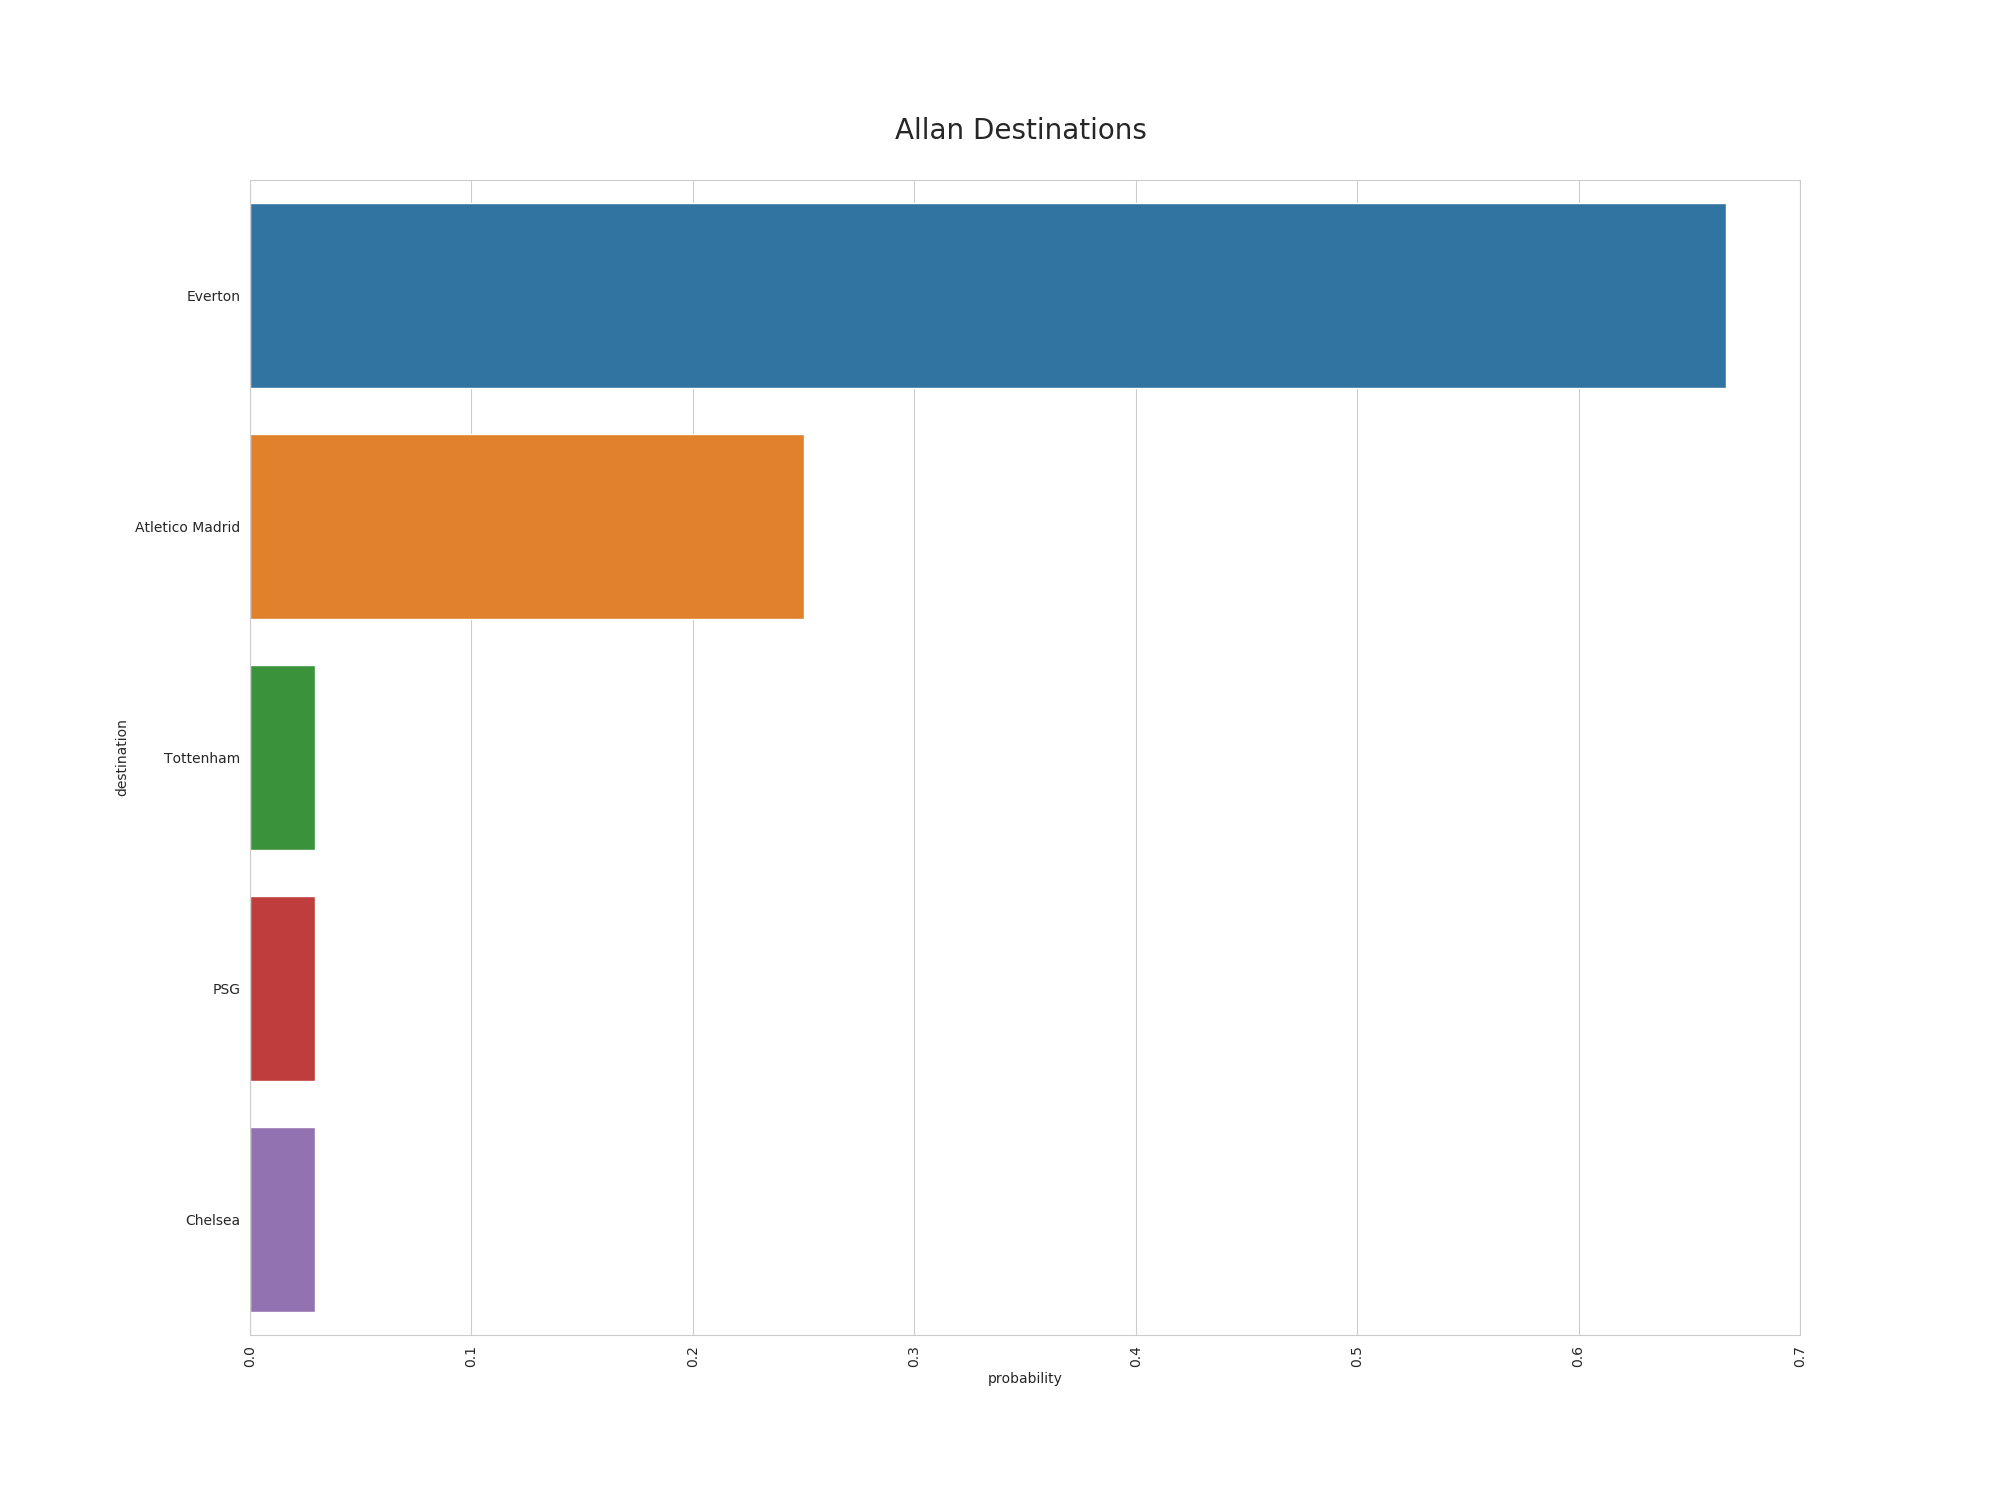 Allan Destinations
Everton
Atletico Madrid
Tottenham
PSG
Chelsea
destination
0.0
0.1
0.2
0.3
0.4
0.5
0.6
0.7
probability